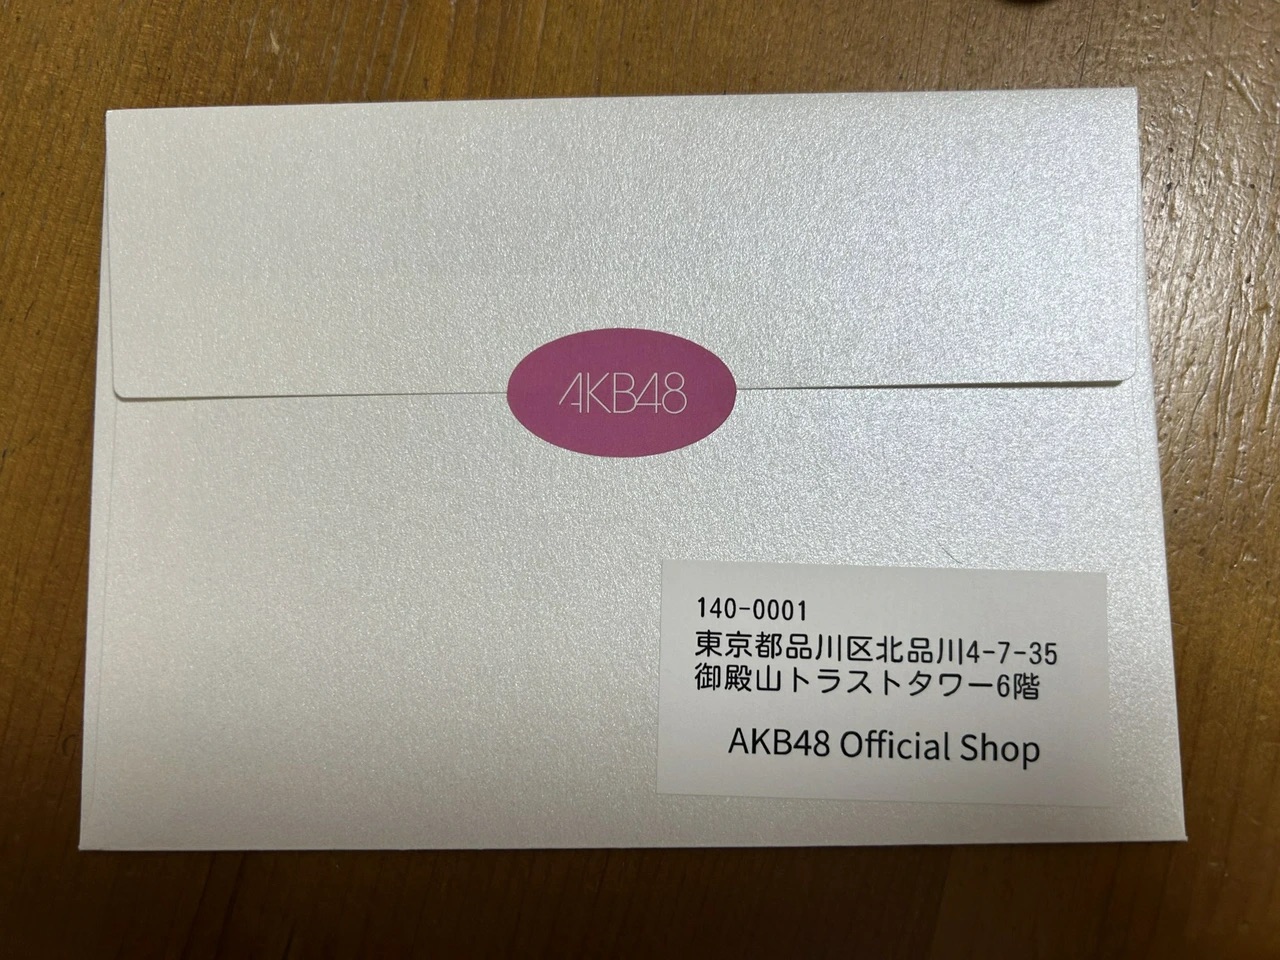 AKB48
140-0001
東京都品川区北品川4-7-35
御殿山トラストタワー6階
AKB48 Official Shop